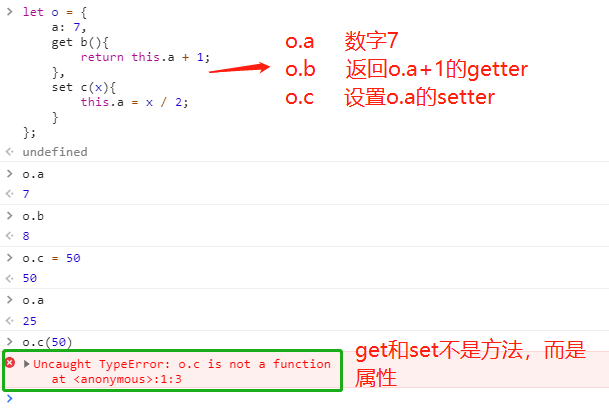 let o = {
a: 7,
get b(){
return this.a + 1;
},
set c(x){
this.a = x / 2;
}
};
undefined
o.a 数字7
o.b 返回o.a+1的getter
o.c 设置o.a的setter
o.a
7
o.b
8
o.c = 50
50
o.a
25
o.c(50)
Uncaught TypeError: o.c is not a function
at <anonymous>:1:3
get和set不是方法，而是
属性